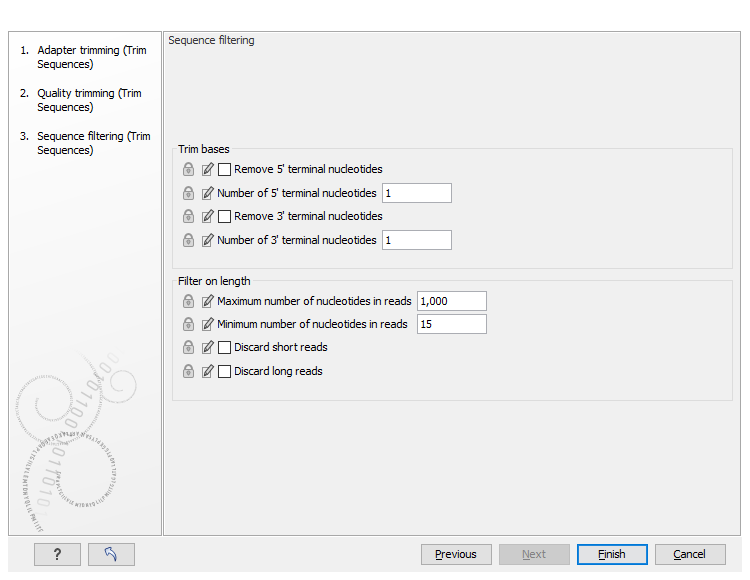 Sequence filtering
1. Adapter trimming (Trim
Sequences)
2. Quality trimming (Trim
Sequences)
3. Sequence filtering (Trim
Sequences)
Trim bases
Remove 5' terminal nucleotides
Number of 5' terminal nucleotides 1
Remove 3' terminal nucleotides
Number of 3' terminal nucleotides 1
Filter on length
Maximum number of nucleotides in reads 1,000
Minimum number of nucleotides in reads 15
Discard short reads
Discard long reads
? Previous Next Finish Cancel